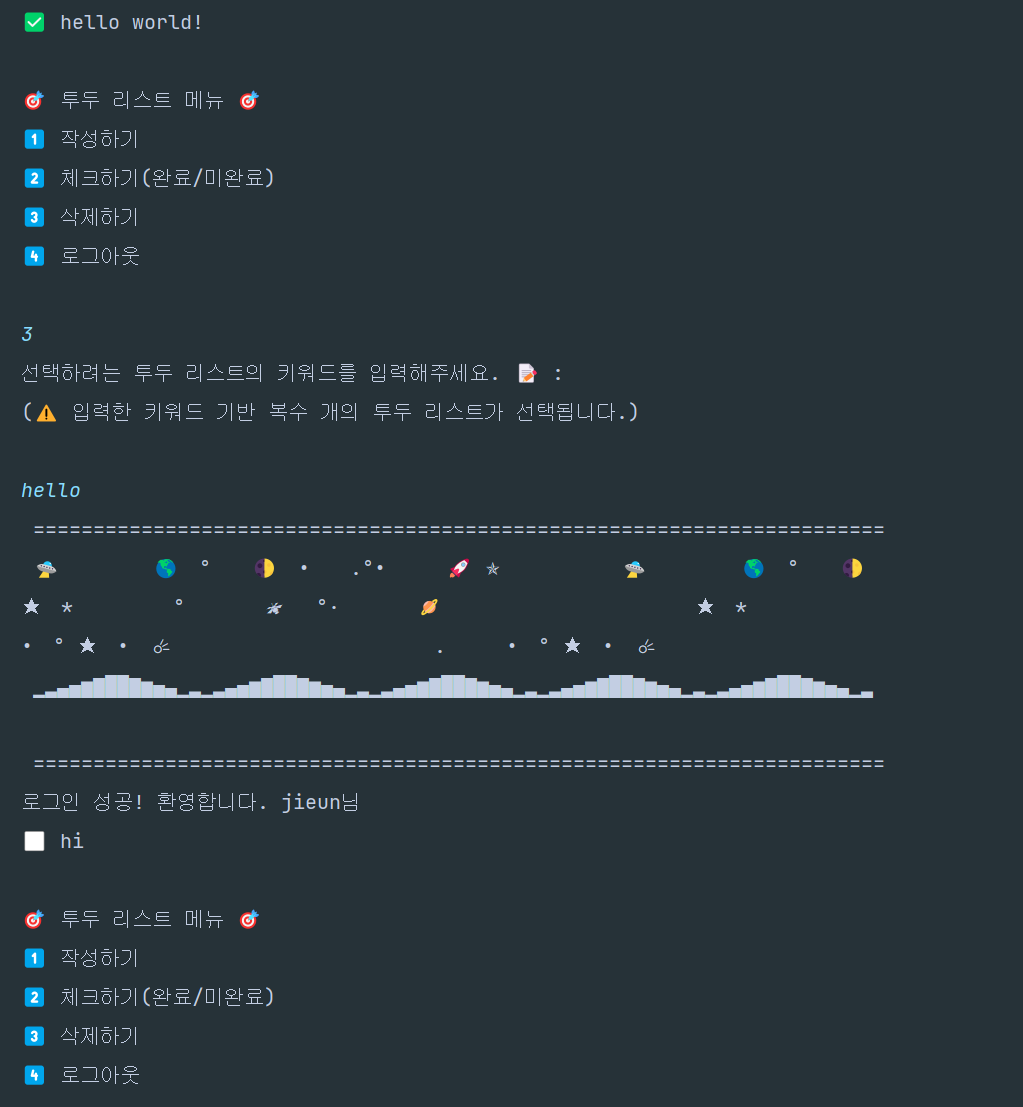 ✅ hello world!
🎯 투두 리스트 메뉴 🎯
1️⃣ 작성하기
2️⃣ 체크하기(완료/미완료)
3️⃣ 삭제하기
4️⃣ 로그아웃
3
선택하려는 투두 리스트의 키워드를 입력해주세요. 📝 :
(⚠️ 입력한 키워드 기반 복수 개의 투두 리스트가 선택됩니다.)
hello
=======================================================================
🛸 🌎 ° 🌓 • .°• 🚀 ✯ 🛸 🌎 ° 🌓
★ * ° 🛰 °· 🪐 ★ *
• ° ★ • ☄ . • ° ★ • ☄
▁▂▃▄▅▆▇▇▆▅▄▃▁▂▁▂▃▄▅▆▇▇▆▅▄▃▁▂▁▂▃▄▅▆▇▇▆▅▄▃▁▂▁▂▃▄▅▆▇▇▆▅▄▃▁▂▁▂▃▄▅▆▇▇▆▅▄▃▁▂
=======================================================================
로그인 성공! 환영합니다. jieun님
⬜ hi
🎯 투두 리스트 메뉴 🎯
1️⃣ 작성하기
2️⃣ 체크하기(완료/미완료)
3️⃣ 삭제하기
4️⃣ 로그아웃